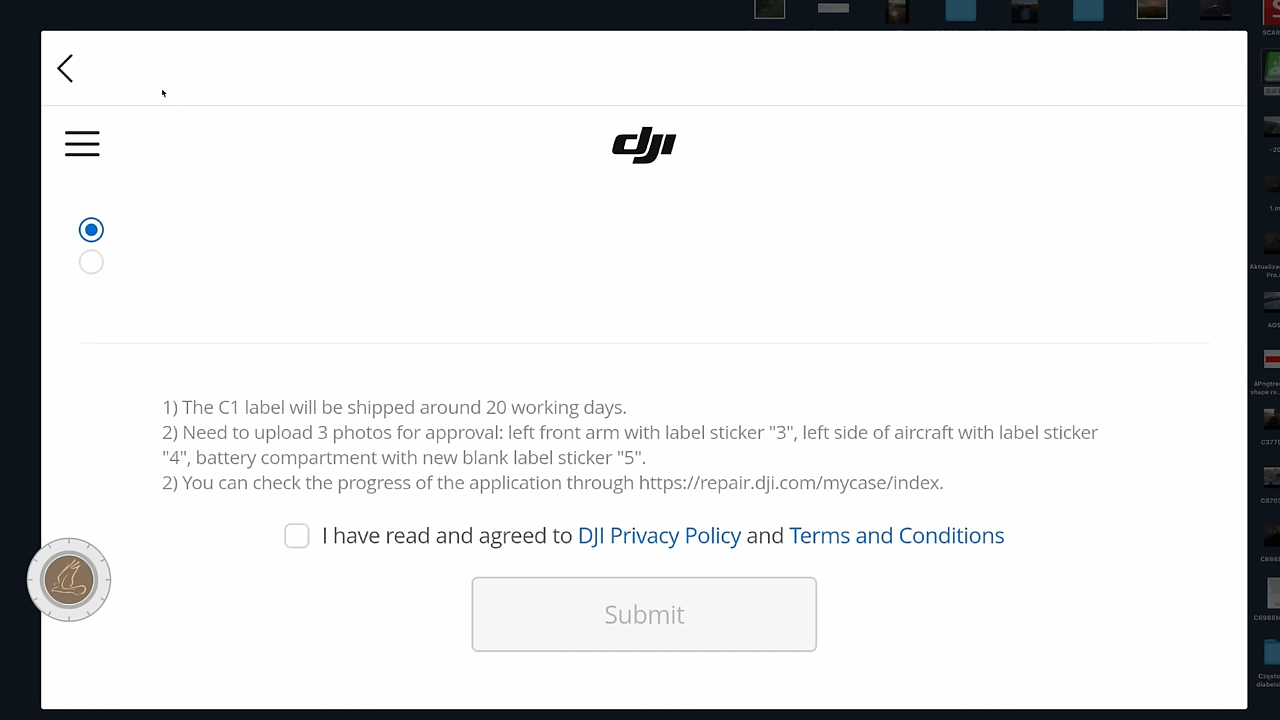 dji
1) The C1 label will be shipped around 20 working days.
2) Need to upload 3 photos for approval: left front arm with label sticker "3", left side of aircraft with label sticker
"4", battery compartment with new blank label sticker "5".
2) You can check the progress of the application through https://repair.dji.com/mycase/index.
I have read and agreed to DJI Privacy Policy and Terms and Conditions
Submit